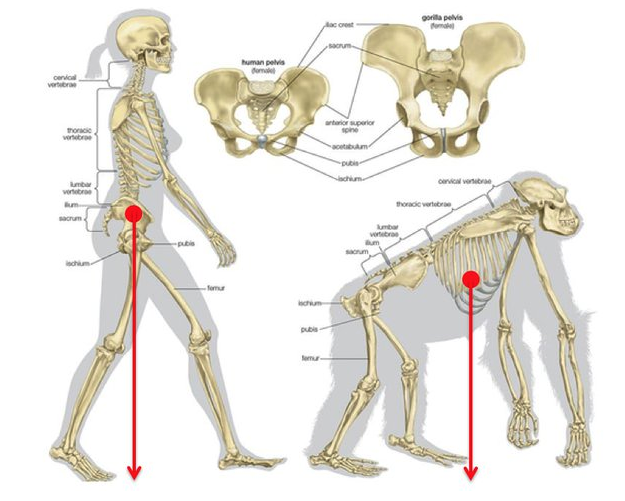 gorilla pelvis
(female)
iliac crest
sacrum
human pelvis
(female)
anterior superior
spine
acetabulum
pubis
ischium
cervical
vertebrae
thoracic
vertebrae
lumbar
vertebrae
ilium
sacrum
ischium
pubis
femur
cervical vertebrae
thoracic vertebrae
lumbar
vertebrae
ilium
sacrum
ischium
pubis
femur